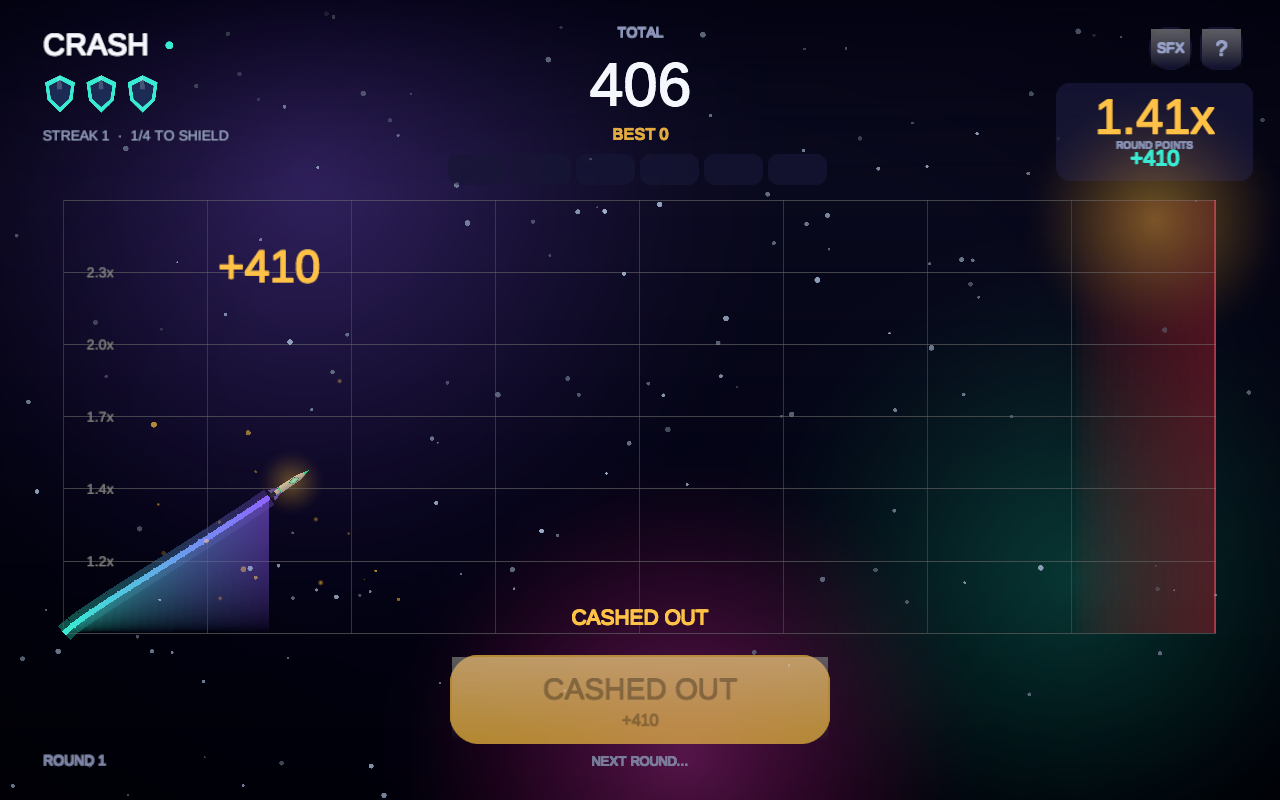 CRASH
STREAK 1 · 1/4 TO SHIELD
TOTAL
406
BEST 0
SFX
?
1.41x
ROUND POINTS
+410
+410
2.3x
2.0x
1.7x
1.4x
1.2x
CASHED OUT
CASHED OUT
+410
NEXT ROUND...
ROUND 1